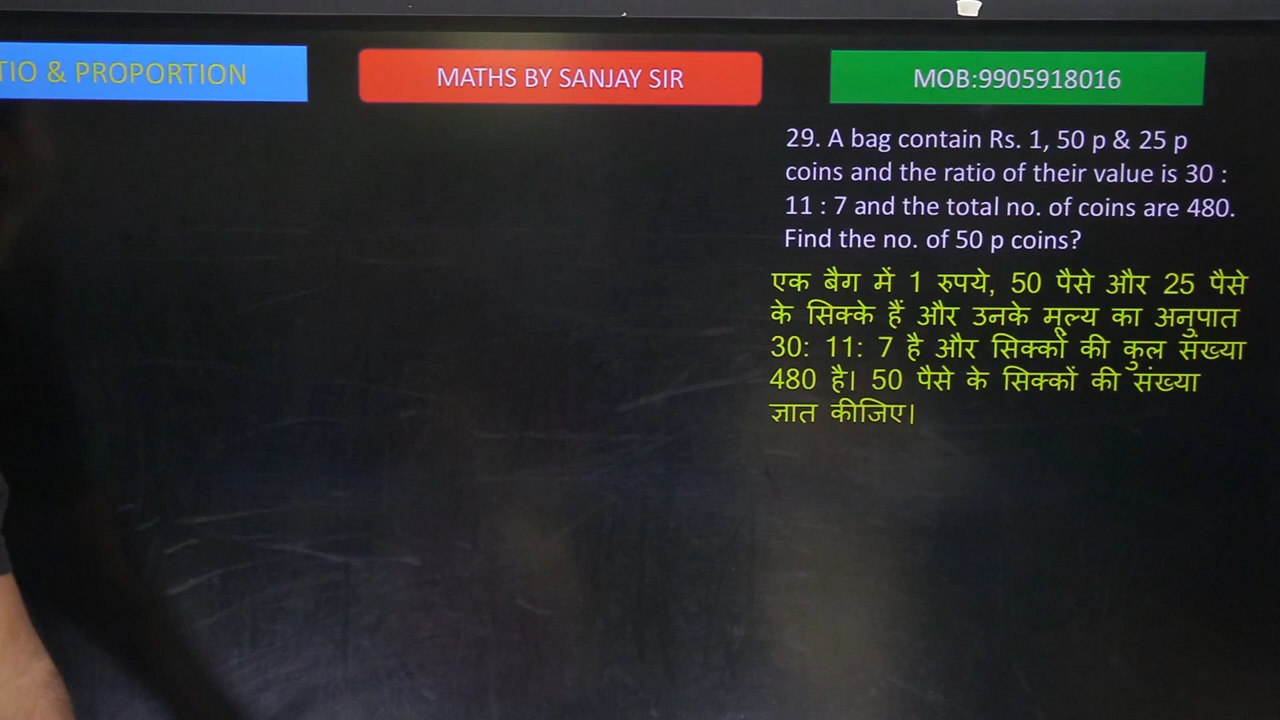 TIO & PROPORTION
MATHS BY SANJAY SIR
MOB:9905918016
29. A bag contain Rs. 1, 50 p & 25 p
coins and the ratio of their value is 30 :
11 : 7 and the total no. of coins are 480.
Find the no. of 50 p coins?
एक बैग में 1 रुपये, 50 पैसे और 25 पैसे
के सिक्के हैं और उनके मूल्य का अनुपात
30: 11: 7 है और सिक्कों की कुल संख्या
480 है। 50 पैसे के सिक्कों की संख्या
ज्ञात कीजिए।